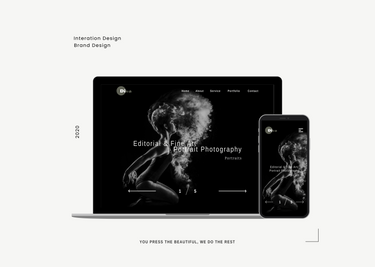 Interation Design
Brand Design
2020
Home About Service Portfolio Contact
Editorial & Fine Art
Portrait Photography
Portraits
1 5
Editorial & Fine Art
Portrait Photography
YOU PRESS THE BEAUTIFUL, WE DO THE REST